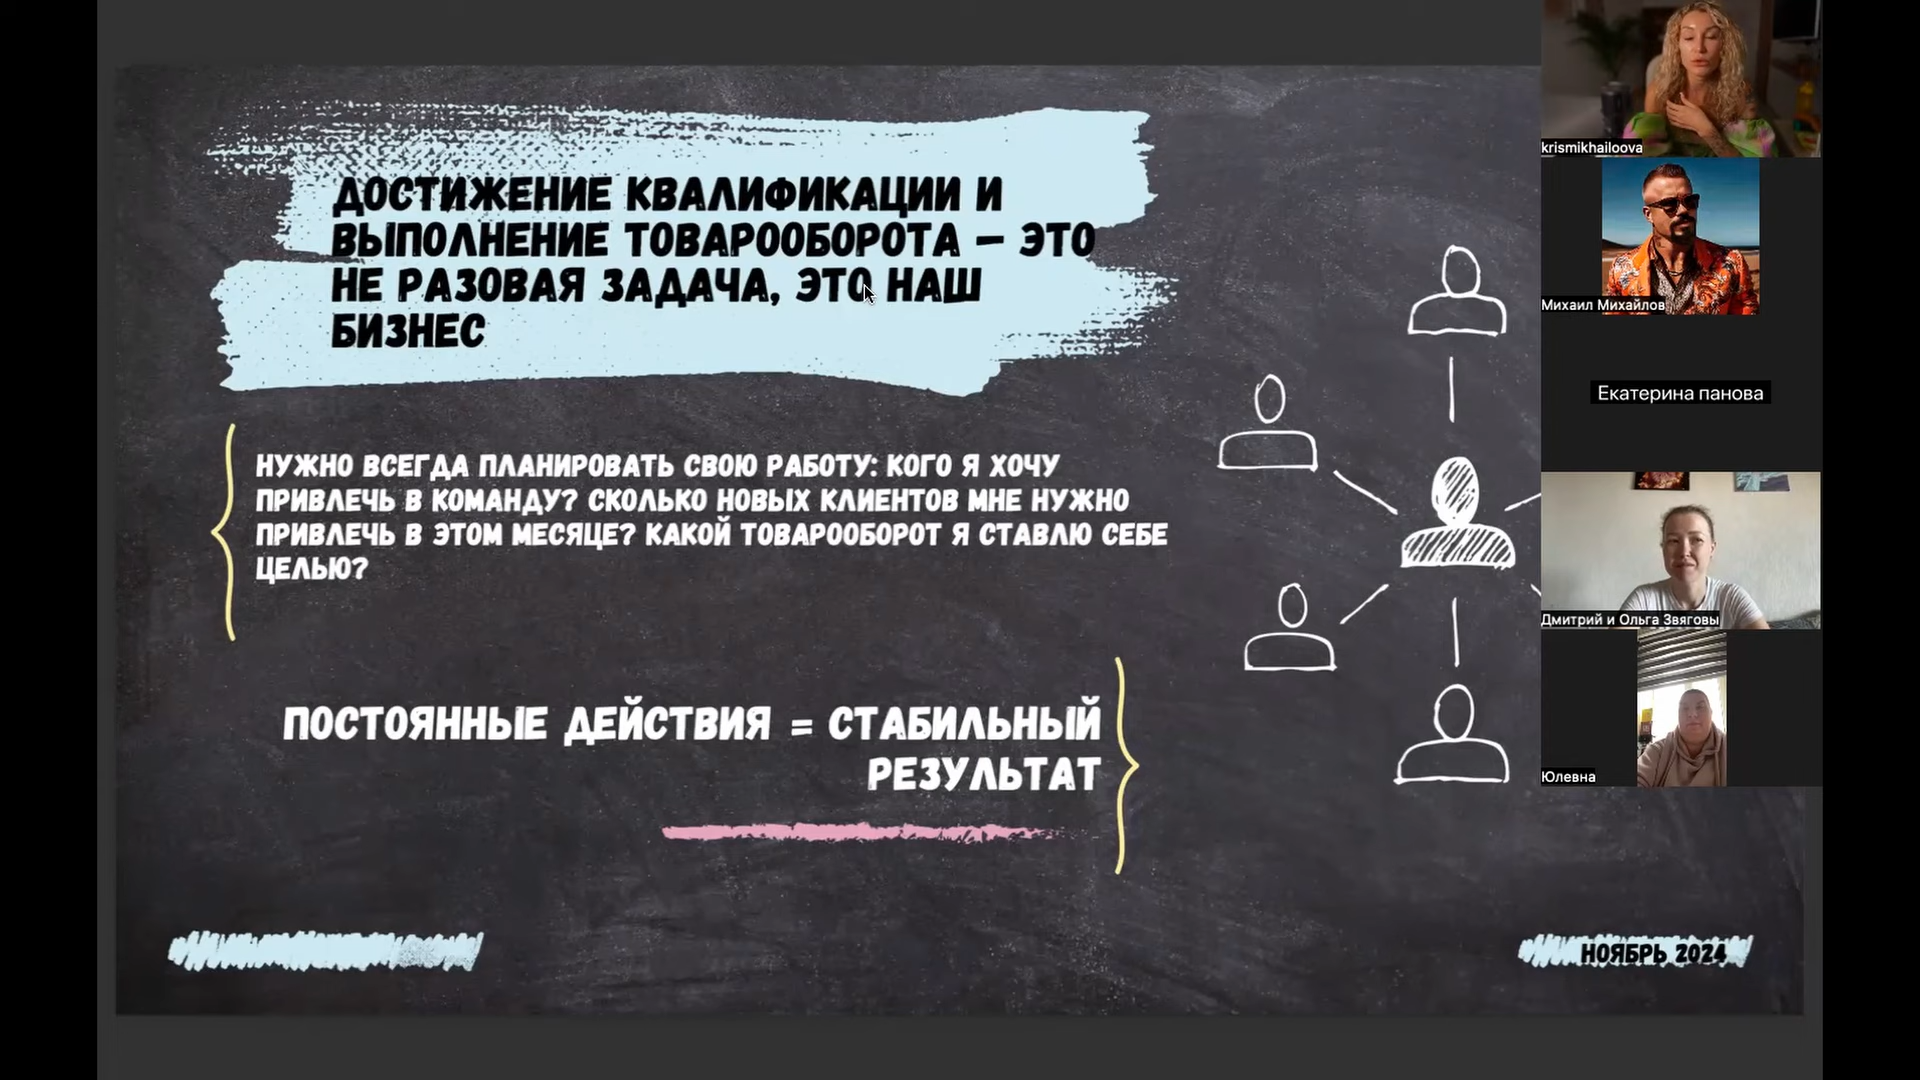 ДОСТИЖЕНИЕ КВАЛИФИКАЦИИ И
ВЫПОЛНЕНИЕ ТОВАРООБОРОТА – ЭТО
НЕ РАЗОВАЯ ЗАДАЧА, ЭТО НАШ
БИЗНЕС
НУЖНО ВСЕГДА ПЛАНИРОВАТЬ СВОЮ РАБОТУ: КОГО Я ХОЧУ
ПРИВЛЕЧЬ В КОМАНДУ? СКОЛЬКО НОВЫХ КЛИЕНТОВ МНЕ НУЖНО
ПРИВЛЕЧЬ В ЭТОМ МЕСЯЦЕ? КАКОЙ ТОВАРООБОРОТ Я СТАВЛЮ СЕБЕ
ЦЕЛЬЮ?
ПОСТОЯННЫЕ ДЕЙСТВИЯ = СТАБИЛЬНЫЙ
РЕЗУЛЬТАТ
НОЯБРЬ 2024
krismikhailoova
Михаил Михайлов
Екатерина панова
Дмитрий и Ольга Звяговы
Юлевна